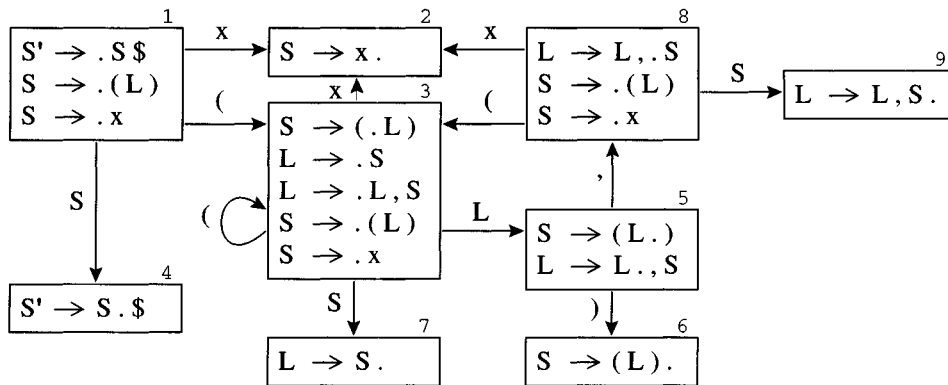 1
S' → . S $
S → . ( L )
S → . x
x
(
S
2
S → x .
x
3
S → ( . L )
L → . S
L → . L , S
S → . ( L )
S → . x
(
L
S
x
(
8
L → L , . S
S → . ( L )
S → . x
S
9
L → L , S .
,
5
S → ( L . )
L → L . , S
)
4
S' → S . $
7
L → S .
6
S → ( L ) .